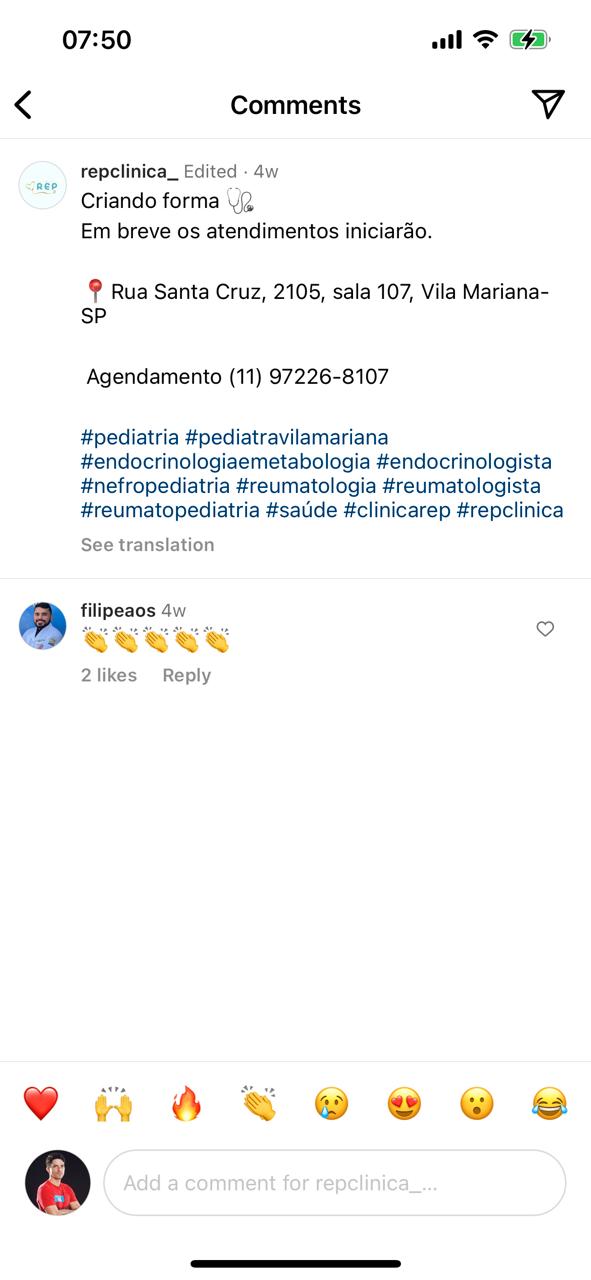 07:50
Comments
REP
repclinica_ Edited · 4w
Criando forma 🩺
Em breve os atendimentos iniciarão.
📍 Rua Santa Cruz, 2105, sala 107, Vila Mariana-
SP
Agendamento (11) 97226-8107
#pediatria #pediatravilamariana
#endocrinologiaemetabologia #endocrinologista
#nefropediatria #reumatologia #reumatologista
#reumatopediatria #saúde #clinicarep #repclinica
See translation
filipeaos 4w
👏👏👏👏👏
2 likes Reply
❤️ 🙌 🔥 👏 😢 😍 😮 😂
Add a comment for repclinica_...